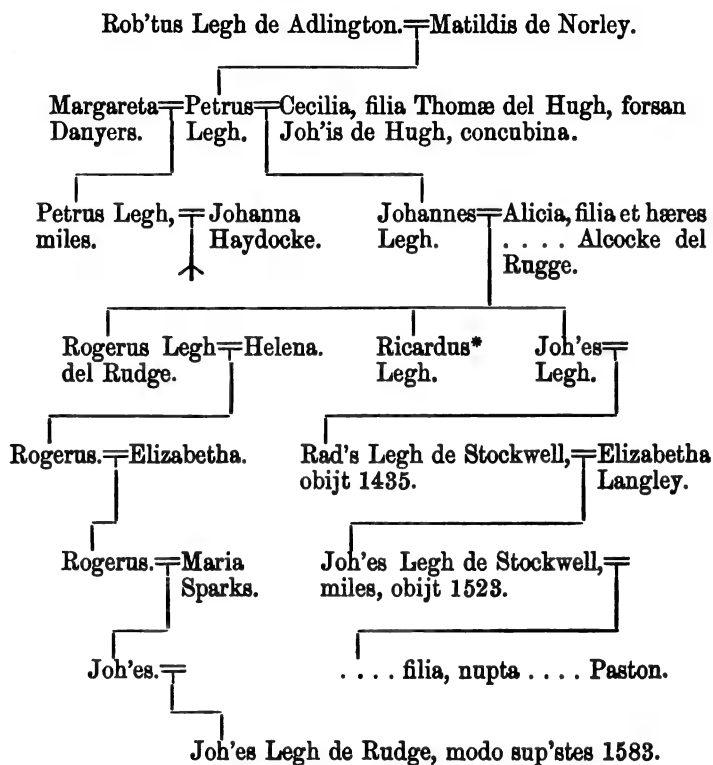 Rob'tus Legh de Adlington. Matildis de Norley.
Margareta Petrus Cecilia, filia Thomæ del Hugh, forsan
Danyers. Legh. Joh'is de Hugh, concubina.
Petrus Legh, Johanna Johannes Alicia, filia et hæres
miles. Haydocke. Legh. . . . . Alcocke del
Rugge.
Rogerus Legh Helena. Ricardus* Joh'es
del Rudge. Legh. Legh.
Rogerus. Elizabetha. Rad's Legh de Stockwell, Elizabetha
obijt 1435. Langley.
Rogerus. Maria Joh'es Legh de Stockwell,
Sparks. miles, obijt 1523.
Joh'es. . . . . filia, nupta . . . . Paston.
Joh'es Legh de Rudge, modo sup'stes 1583.